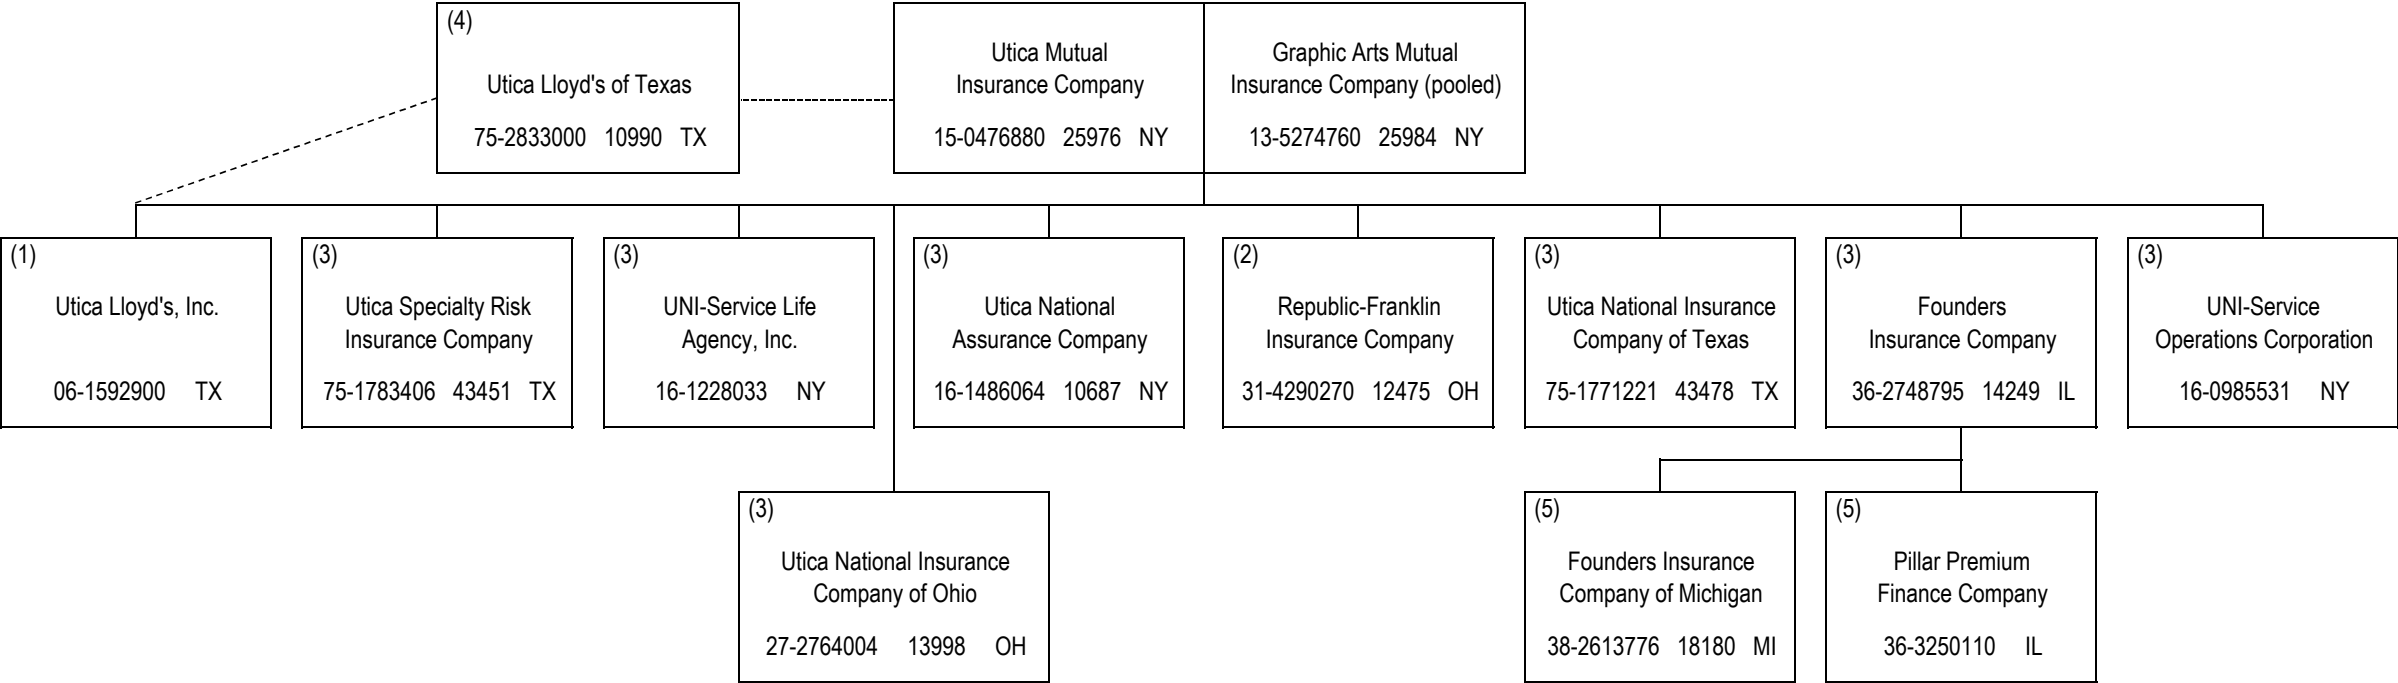 (4)
Utica Lloyd's of Texas
75-2833000 10990 TX
Utica Mutual
Insurance Company
15-0476880 25976 NY
Graphic Arts Mutual
Insurance Company (pooled)
13-5274760 25984 NY
(1)
Utica Lloyd's, Inc.
06-1592900 TX
(3)
Utica Specialty Risk
Insurance Company
75-1783406 43451 TX
(3)
UNI-Service Life
Agency, Inc.
16-1228033 NY
(3)
Utica National
Assurance Company
16-1486064 10687 NY
(2)
Republic-Franklin
Insurance Company
31-4290270 12475 OH
(3)
Utica National Insurance
Company of Texas
75-1771221 43478 TX
(3)
Founders
Insurance Company
36-2748795 14249 IL
(3)
UNI-Service
Operations Corporation
16-0985531 NY
(3)
Utica National Insurance
Company of Ohio
27-2764004 13998 OH
(5)
Founders Insurance
Company of Michigan
38-2613776 18180 MI
(5)
Pillar Premium
Finance Company
36-3250110 IL